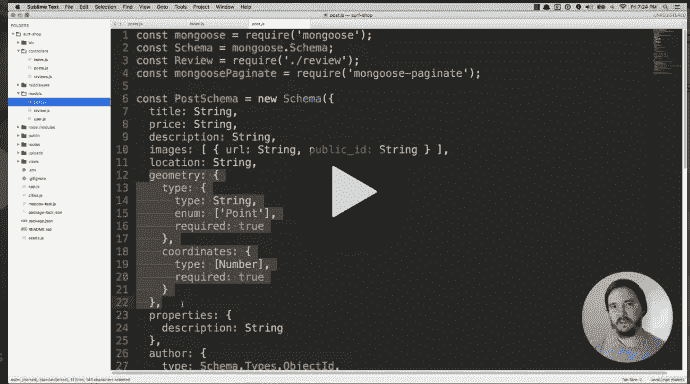 Sublime Text File Edit Selection Find View Goto Tools Project Window Help
Fri 7:24 PM
post.js — surf-shop
FOLDERS
surf-shop
bin
controllers
index.js
posts.js
reviews.js
middleware
models
post.js
review.js
user.js
node_modules
public
routes
uploads
views
.env
.gitignore
app.js
package-lock.json
package.json
README.md
seeds.js
post.js
1 const mongoose = require('mongoose');
2 const Schema = mongoose.Schema;
3 const Review = require('./review');
4 const mongoosePaginate = require('mongoose-paginate');
5
6 const PostSchema = new Schema({
7 title: String,
8 price: String,
9 description: String,
10 images: [ { url: String, public_id: String } ],
11 location: String,
12 geometry: {
13 type: {
14 type: String,
15 enum: ['Point'],
16 required: true
17 },
18 coordinates: {
19 type: [Number],
20 required: true
21 }
22 },
23 properties: {
24 description: String
25 },
26 author: {
27 type: Schema.Types.ObjectId,